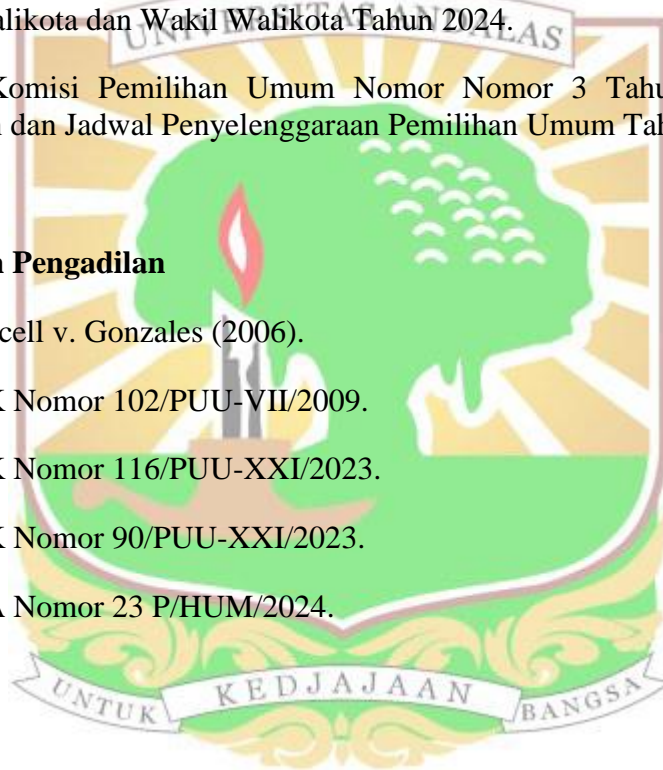 alikota dan Wakil Walikota Tahun 2024.
UNIVERSITAS ANDALAS
Komisi Pemilihan Umum Nomor Nomor 3 Tahu
n dan Jadwal Penyelenggaraan Pemilihan Umum Tah
n Pengadilan
cell v. Gonzales (2006).
K Nomor 102/PUU-VII/2009.
K Nomor 116/PUU-XXI/2023.
K Nomor 90/PUU-XXI/2023.
A Nomor 23 P/HUM/2024.
UNTUK KEDJAJAAN BANGSA